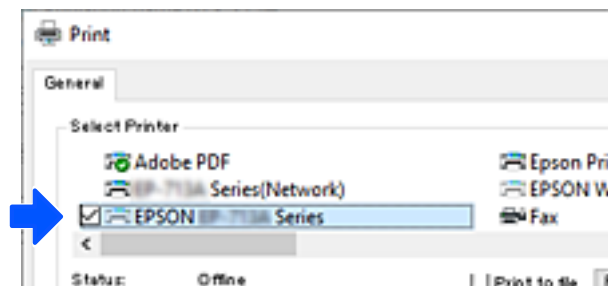 Print
General
Select Printer
Adobe PDF
Epson Pri
Series(Network)
EPSON W
EPSON Series
Fax
Status: Offline
Print to file